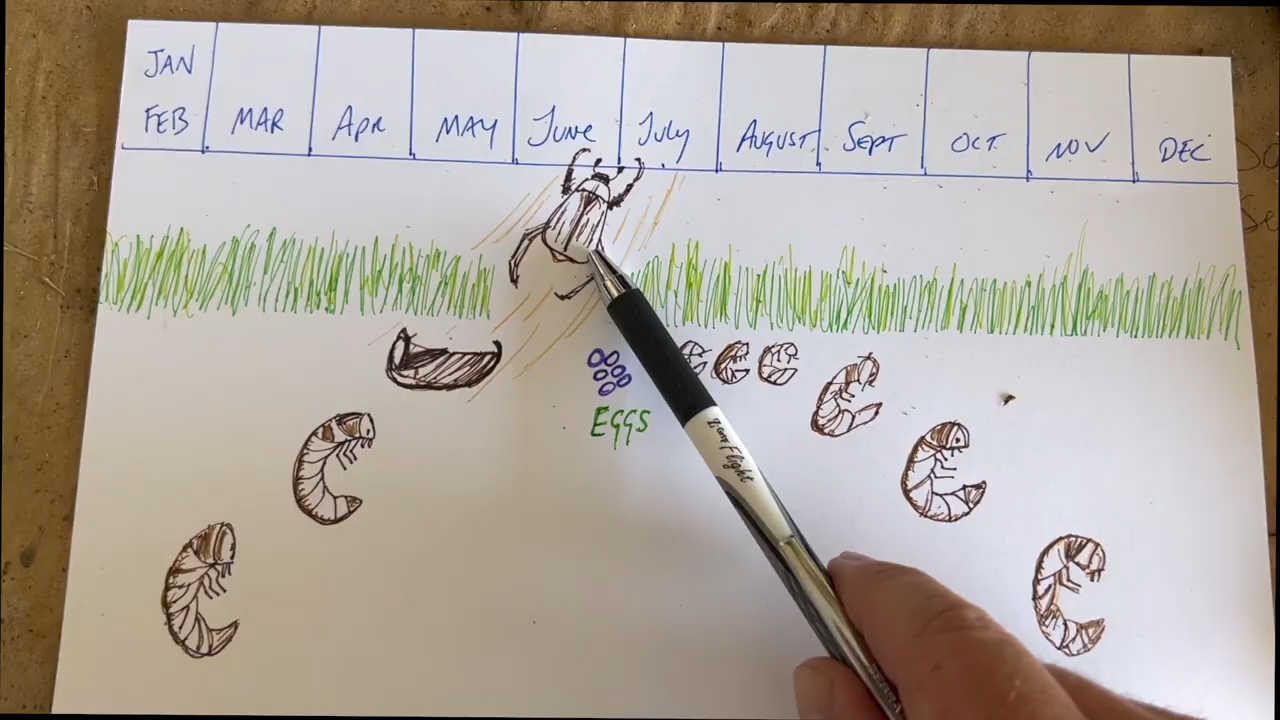 JAN
FEB
MAR
APR
MAY
JUNE
JULY
AUGUST
SEPT
OCT
NOV
DEC
EGGS